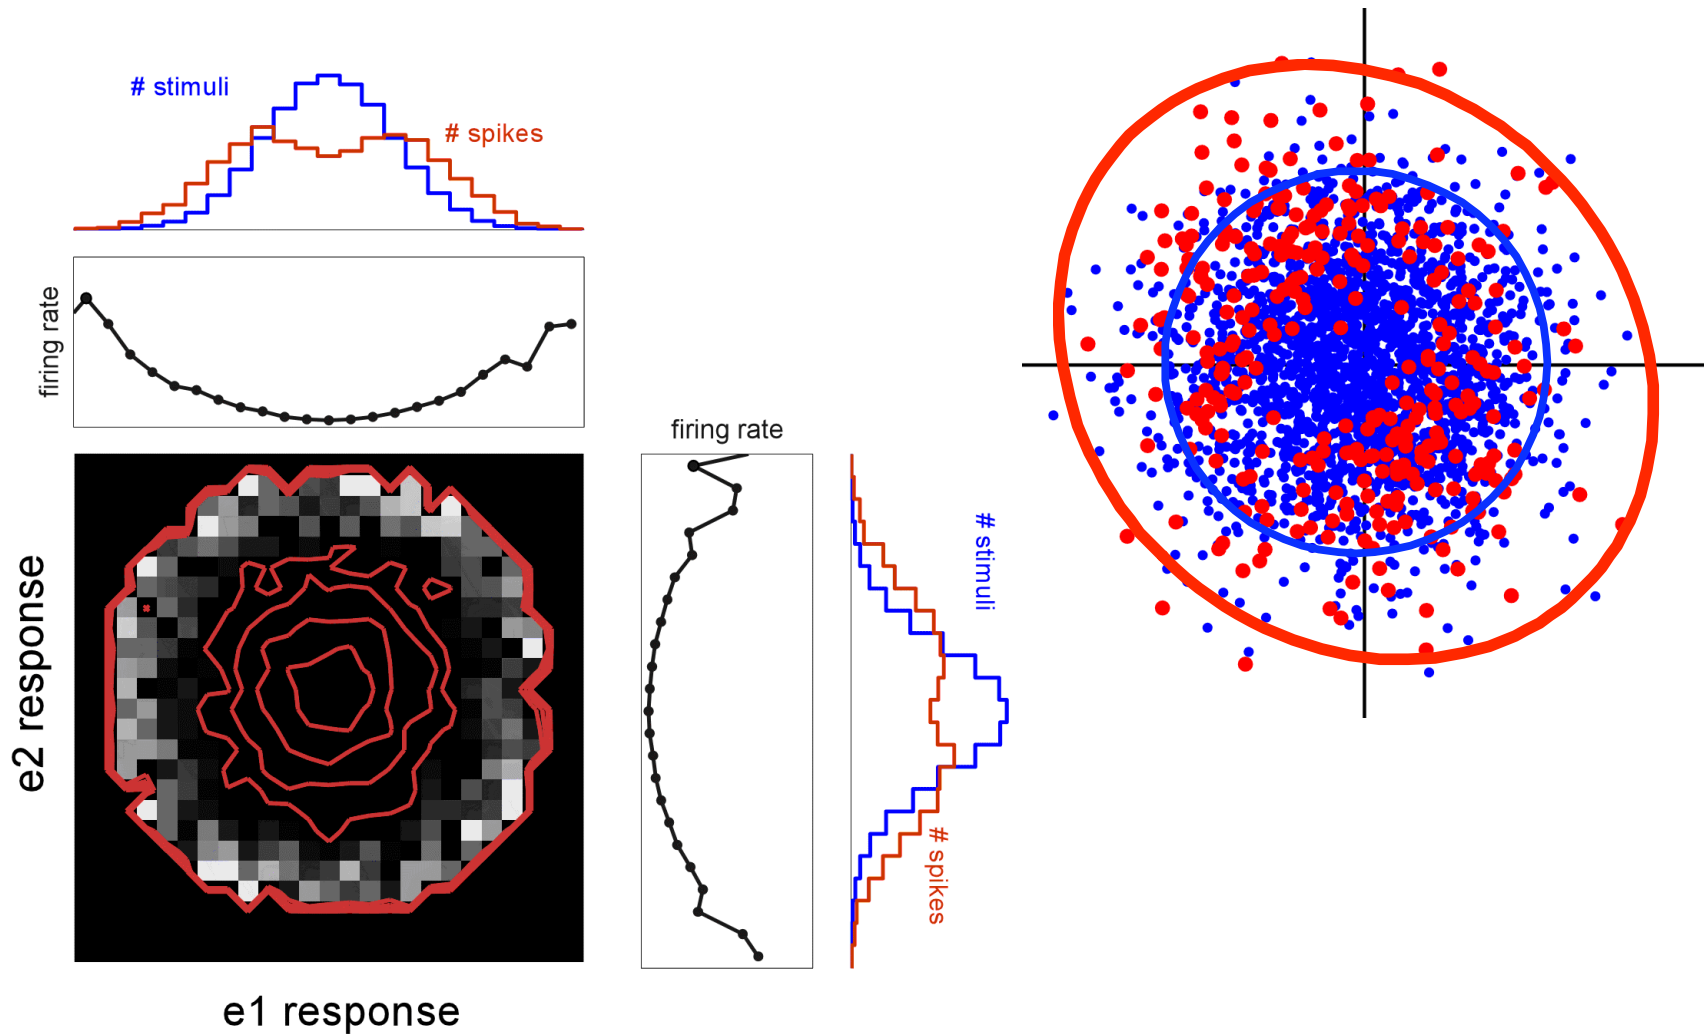 # stimuli
# spikes
firing rate
firing rate
# stimuli
# spikes
e2 response
e1 response